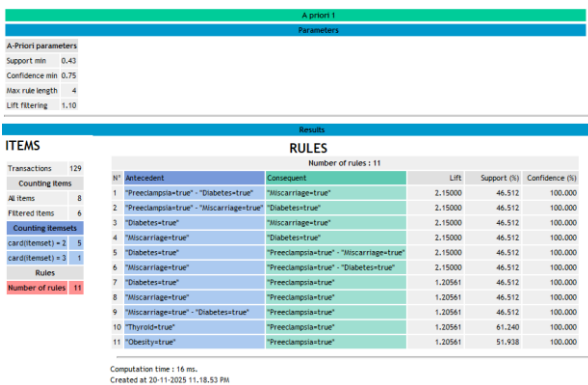 A priori 1
Parameters
A-Priori parameters
Support min 0.43
Confidence min 0.75
Max rule length 4
Lift filtering 1.10
Results
ITEMS
Transactions 129
Counting items
All items 8
Filtered items 6
Counting itemsets
card(itemset) = 2 5
card(itemset) = 3 1
Rules
Number of rules 11
RULES
Number of rules : 11
N° Antecedent Consequent Lift Support (%) Confidence (%)
1 "Preeclampsia=true" - "Diabetes=true" "Miscarriage=true" 2.15000 46.512 100.000
2 "Preeclampsia=true" - "Miscarriage=true" "Diabetes=true" 2.15000 46.512 100.000
3 "Diabetes=true" "Miscarriage=true" 2.15000 46.512 100.000
4 "Miscarriage=true" "Diabetes=true" 2.15000 46.512 100.000
5 "Diabetes=true" "Preeclampsia=true" - "Miscarriage=true" 2.15000 46.512 100.000
6 "Miscarriage=true" "Preeclampsia=true" - "Diabetes=true" 2.15000 46.512 100.000
7 "Diabetes=true" "Preeclampsia=true" 1.20561 46.512 100.000
8 "Miscarriage=true" "Preeclampsia=true" 1.20561 46.512 100.000
9 "Miscarriage=true" - "Diabetes=true" "Preeclampsia=true" 1.20561 46.512 100.000
10 "Thyroid=true" "Preeclampsia=true" 1.20561 61.240 100.000
11 "Obesity=true" "Preeclampsia=true" 1.20561 51.938 100.000
Computation time : 16 ms.
Created at 20-11-2025 11.18.53 PM